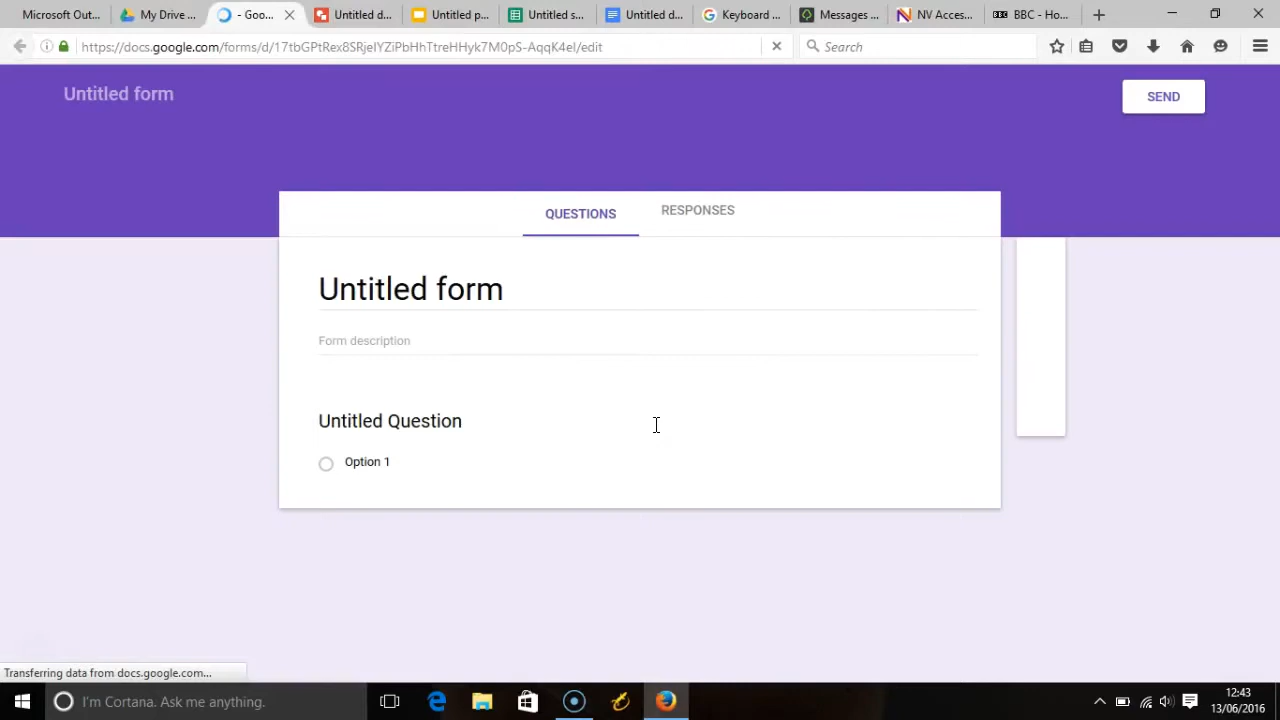 Microsoft Out... My Drive ... - Goo... Untitled d... Untitled p... Untitled s... Untitled d... Keyboard ... Messages ... NV Acces... BBC - Ho...
https://docs.google.com/forms/d/17tbGPtRex8SRjeIYZiPbHhTtreHHyk7M0pS-AqqK4eI/edit Search
Untitled form
SEND
QUESTIONS RESPONSES
Untitled form
Form description
Untitled Question
Option 1
Transferring data from docs.google.com...
I'm Cortana. Ask me anything.
12:43
13/06/2016